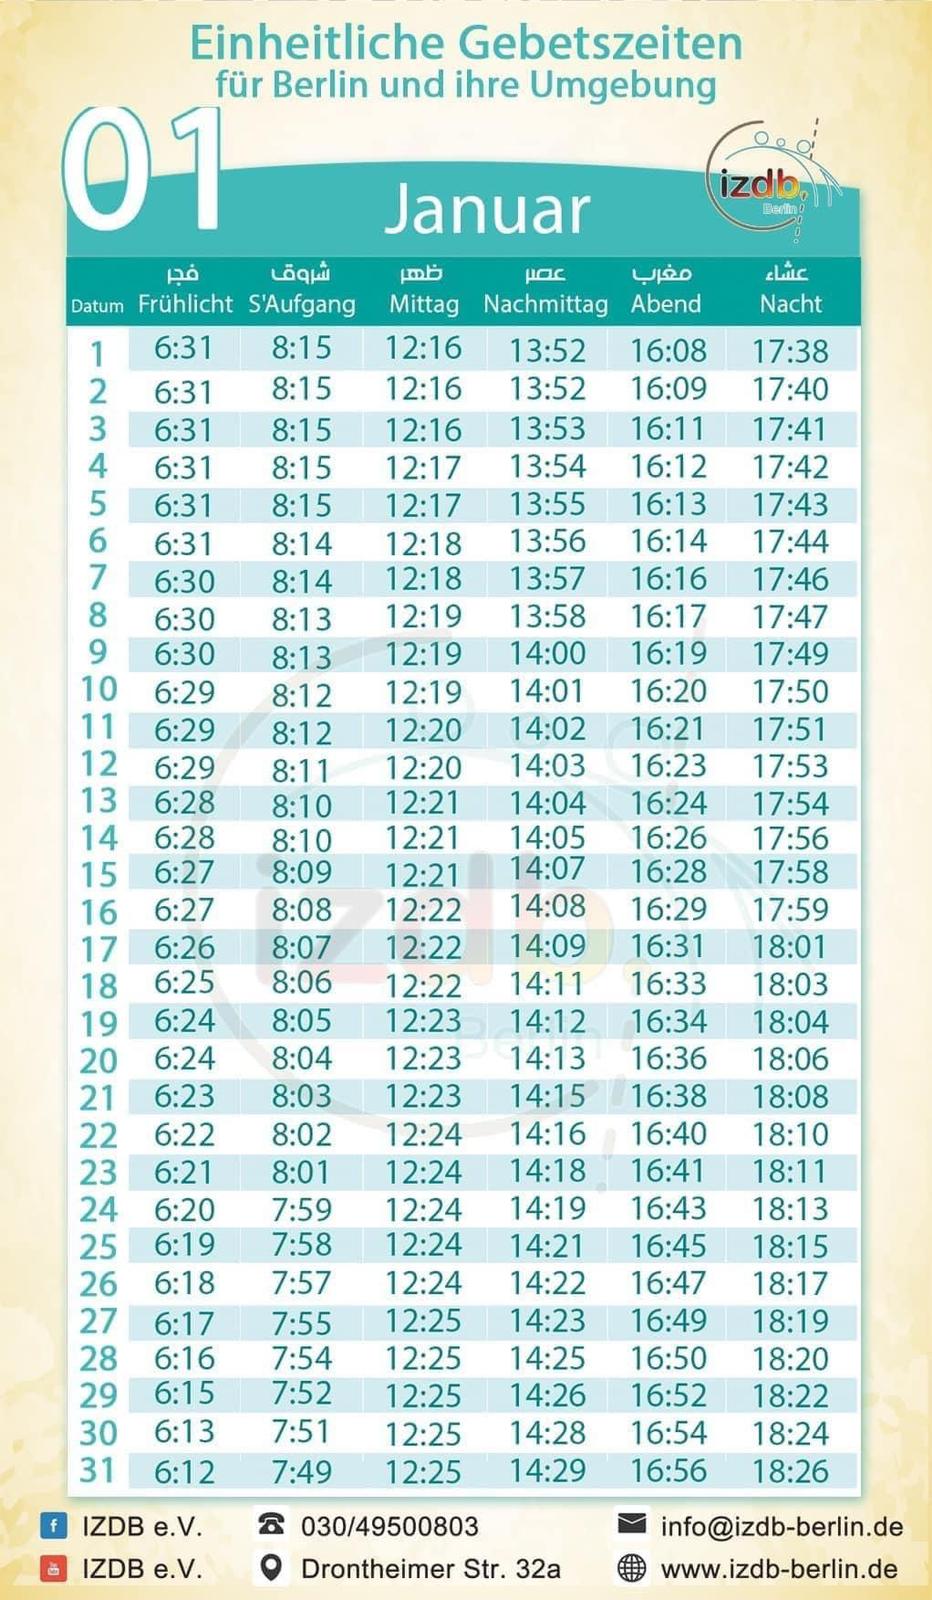 Einheitliche Gebetszeiten
für Berlin und ihre Umgebung
01
Januar
izdb
Berlin
فجر شروق ظهر عصر مغرب عشاء
Datum Frühlicht S'Aufgang Mittag Nachmittag Abend Nacht
1 6:31 8:15 12:16 13:52 16:08 17:38
2 6:31 8:15 12:16 13:52 16:09 17:40
3 6:31 8:15 12:16 13:53 16:11 17:41
4 6:31 8:15 12:17 13:54 16:12 17:42
5 6:31 8:15 12:17 13:55 16:13 17:43
6 6:31 8:14 12:18 13:56 16:14 17:44
7 6:30 8:14 12:18 13:57 16:16 17:46
8 6:30 8:13 12:19 13:58 16:17 17:47
9 6:30 8:13 12:19 14:00 16:19 17:49
10 6:29 8:12 12:19 14:01 16:20 17:50
11 6:29 8:12 12:20 14:02 16:21 17:51
12 6:29 8:11 12:20 14:03 16:23 17:53
13 6:28 8:10 12:21 14:04 16:24 17:54
14 6:28 8:10 12:21 14:05 16:26 17:56
15 6:27 8:09 12:21 14:07 16:28 17:58
16 6:27 8:08 12:22 14:08 16:29 17:59
17 6:26 8:07 12:22 14:09 16:31 18:01
18 6:25 8:06 12:22 14:11 16:33 18:03
19 6:24 8:05 12:23 14:12 16:34 18:04
20 6:24 8:04 12:23 14:13 16:36 18:06
21 6:23 8:03 12:23 14:15 16:38 18:08
22 6:22 8:02 12:24 14:16 16:40 18:10
23 6:21 8:01 12:24 14:18 16:41 18:11
24 6:20 7:59 12:24 14:19 16:43 18:13
25 6:19 7:58 12:24 14:21 16:45 18:15
26 6:18 7:57 12:24 14:22 16:47 18:17
27 6:17 7:55 12:25 14:23 16:49 18:19
28 6:16 7:54 12:25 14:25 16:50 18:20
29 6:15 7:52 12:25 14:26 16:52 18:22
30 6:13 7:51 12:25 14:28 16:54 18:24
31 6:12 7:49 12:25 14:29 16:56 18:26
izdb
Berlin
IZDB e.V. 030/49500803 info@izdb-berlin.de
IZDB e.V. Drontheimer Str. 32a www.izdb-berlin.de